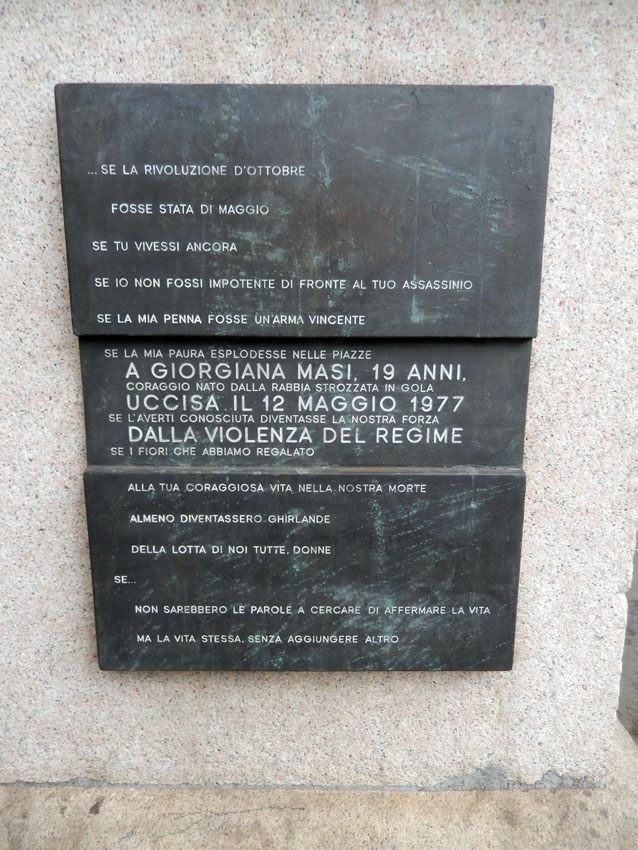 ...SE LA RIVOLUZIONE D'OTTOBRE
FOSSE STATA DI MAGGIO
SE TU VIVESSI ANCORA
SE IO NON FOSSI IMPOTENTE DI FRONTE AL TUO ASSASSINIO
SE LA MIA PENNA FOSSE UN'ARMA VINCENTE
SE LA MIA PAURA ESPLODESSE NELLE PIAZZE
A GIORGIANA MASI, 19 ANNI,
CORAGGIO NATO DALLA RABBIA STROZZATA IN GOLA
UCCISA IL 12 MAGGIO 1977
SE L'AVERTI CONOSCIUTA DIVENTASSE LA NOSTRA FORZA
DALLA VIOLENZA DEL REGIME
SE I FIORI CHE ABBIAMO REGALATO
ALLA TUA CORAGGIOSA VITA NELLA NOSTRA MORTE
ALMENO DIVENTASSERO GHIRLANDE
DELLA LOTTA DI NOI TUTTE, DONNE
SE...
NON SAREBBERO LE PAROLE A CERCARE DI AFFERMARE LA VITA
MA LA VITA STESSA, SENZA AGGIUNGERE ALTRO